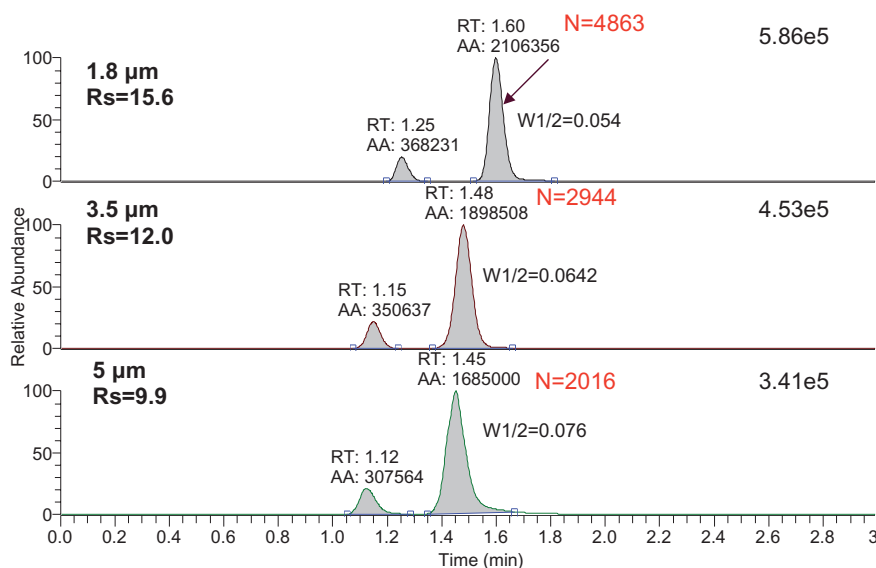 RT: 1.60
AA: 2106356
N=4863
5.86e5
1.8 µm
Rs=15.6
RT: 1.25
AA: 368231
W1/2=0.054
100
50
0
RT: 1.48
AA: 1898508
N=2944
4.53e5
3.5 µm
Rs=12.0
RT: 1.15
AA: 350637
W1/2=0.0642
100
50
0
Relative Abundance
RT: 1.45
AA: 1685000
N=2016
3.41e5
5 µm
Rs=9.9
RT: 1.12
AA: 307564
W1/2=0.076
100
50
0
0.0 0.2 0.4 0.6 0.8 1.0 1.2 1.4 1.6 1.8 2.0 2.2 2.4 2.6 2.8 3
Time (min)